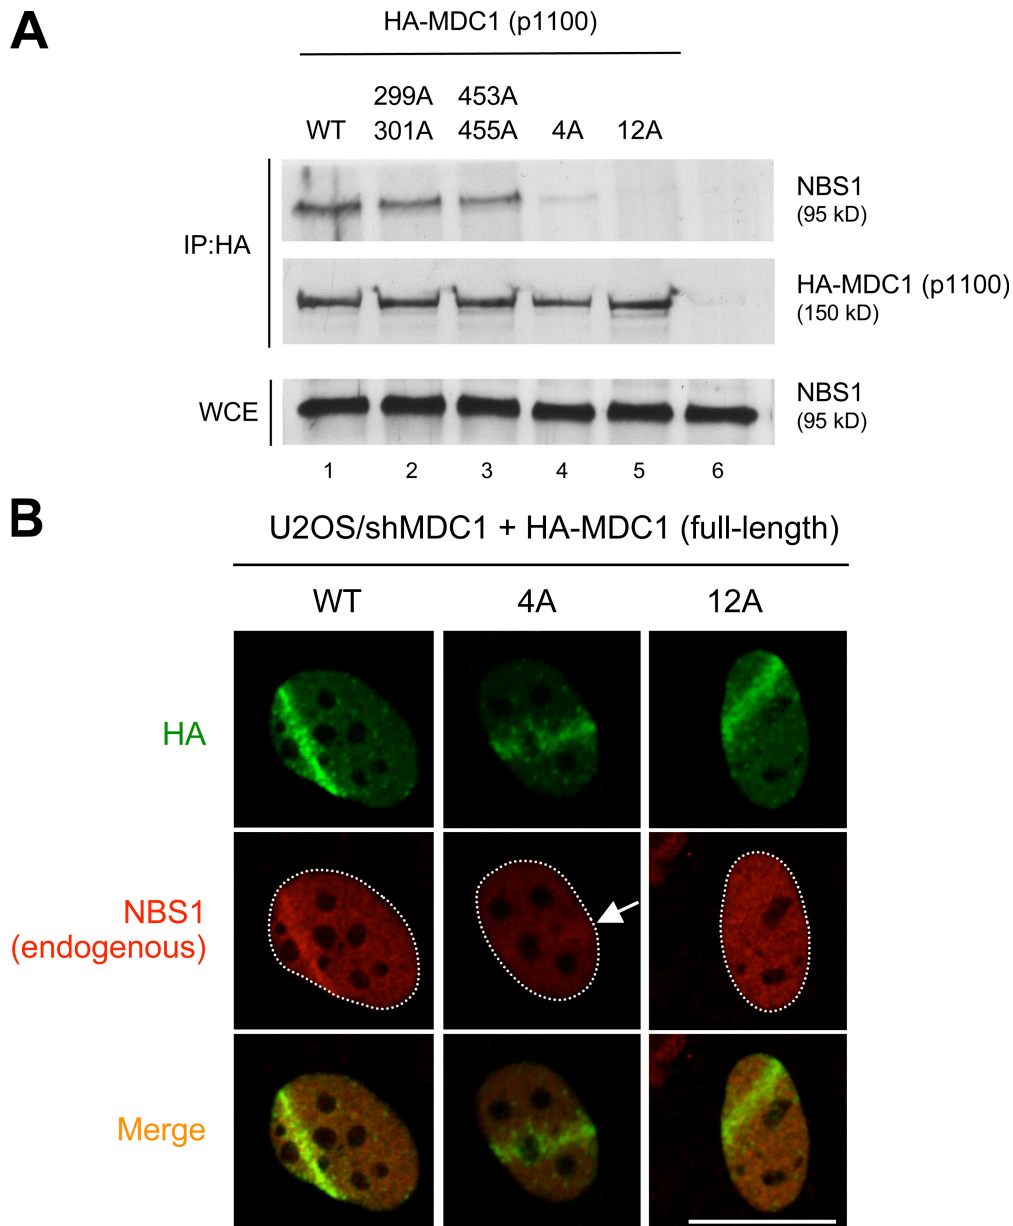 A
HA-MDC1 (p1100)
299A 453A
WT 301A 455A 4A 12A
IP:HA
NBS1
(95 kD)
HA-MDC1 (p1100)
(150 kD)
WCE
NBS1
(95 kD)
1 2 3 4 5 6
B
U2OS/shMDC1 + HA-MDC1 (full-length)
WT 4A 12A
HA
NBS1
(endogenous)
Merge